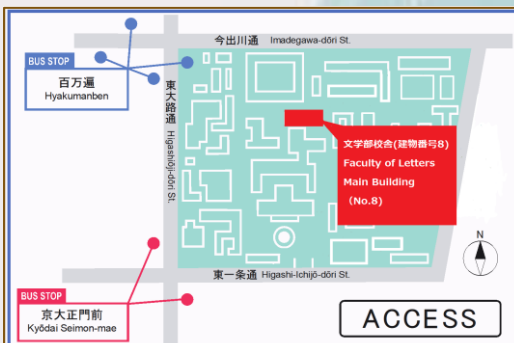 今出川通 Imadegawa-dōri St.
BUS STOP
百万遍
Hyakumanben
東大路通 Higashiōji-dōri St.
文学部校舎(建物番号8)
Faculty of Letters
Main Building
(No.8)
N
BUS STOP
京大正門前
Kyōdai Seimon-mae
東一条通 Higashi-Ichijō-dōri St.
ACCESS